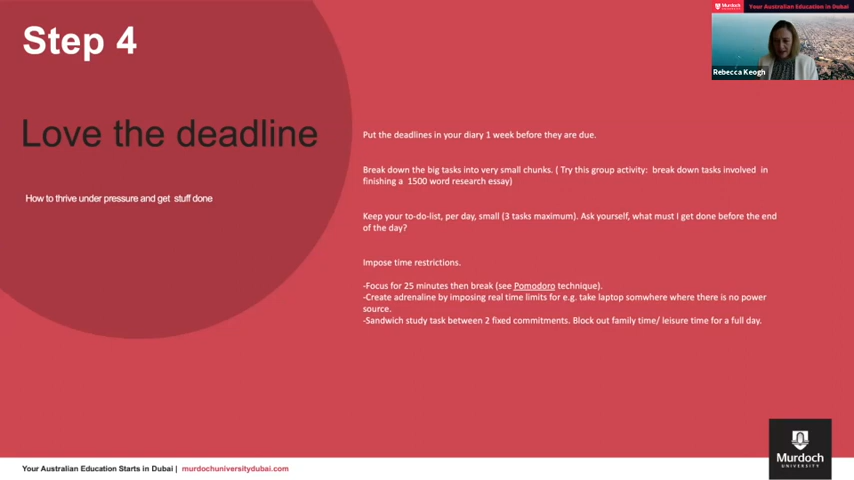 Step 4
Love the deadline
How to thrive under pressure and get stuff done
Put the deadlines in your diary 1 week before they are due.
Break down the big tasks into very small chunks. ( Try this group activity: break down tasks involved in
finishing a 1500 word research essay)
Keep your to-do-list, per day, small (3 tasks maximum). Ask yourself, what must I get done before the end
of the day?
Impose time restrictions.
-Focus for 25 minutes then break (see Pomodoro technique).
-Create adrenaline by imposing real time limits for e.g. take laptop somwhere where there is no power
source.
-Sandwich study task between 2 fixed commitments. Block out family time/ leisure time for a full day.
Murdoch
UNIVERSITY
Your Australian Education in Dubai
Rebecca Keogh
Your Australian Education Starts in Dubai | murdochuniversitydubai.com
Murdoch
UNIVERSITY